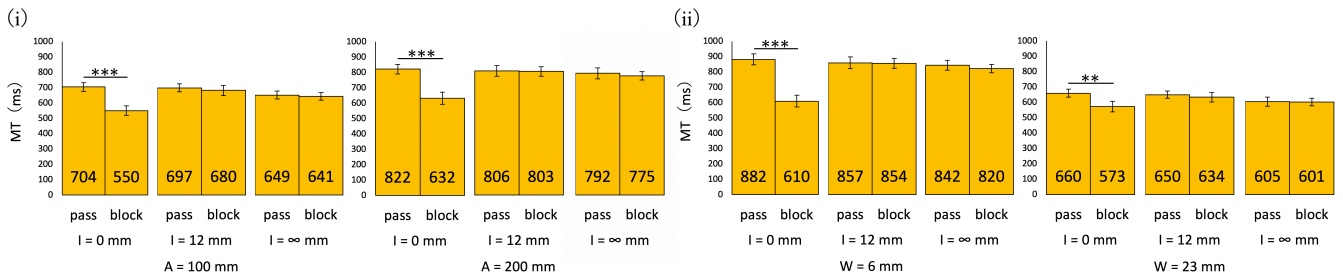 (i)
MT (ms)
1000
900
800
700
600
500
400
300
200
100
0
***
704 550 697 680 649 641
pass block pass block pass block
I = 0 mm I = 12 mm I = ∞ mm
A = 100 mm
1000
900
800
700
600
500
400
300
200
100
0
***
822 632 806 803 792 775
pass block pass block pass block
I = 0 mm I = 12 mm I = ∞ mm
A = 200 mm
(ii)
MT (ms)
1000
900
800
700
600
500
400
300
200
100
0
***
882 610 857 854 842 820
pass block pass block pass block
I = 0 mm I = 12 mm I = ∞ mm
W = 6 mm
1000
900
800
700
600
500
400
300
200
100
0
**
660 573 650 634 605 601
pass block pass block pass block
I = 0 mm I = 12 mm I = ∞ mm
W = 23 mm